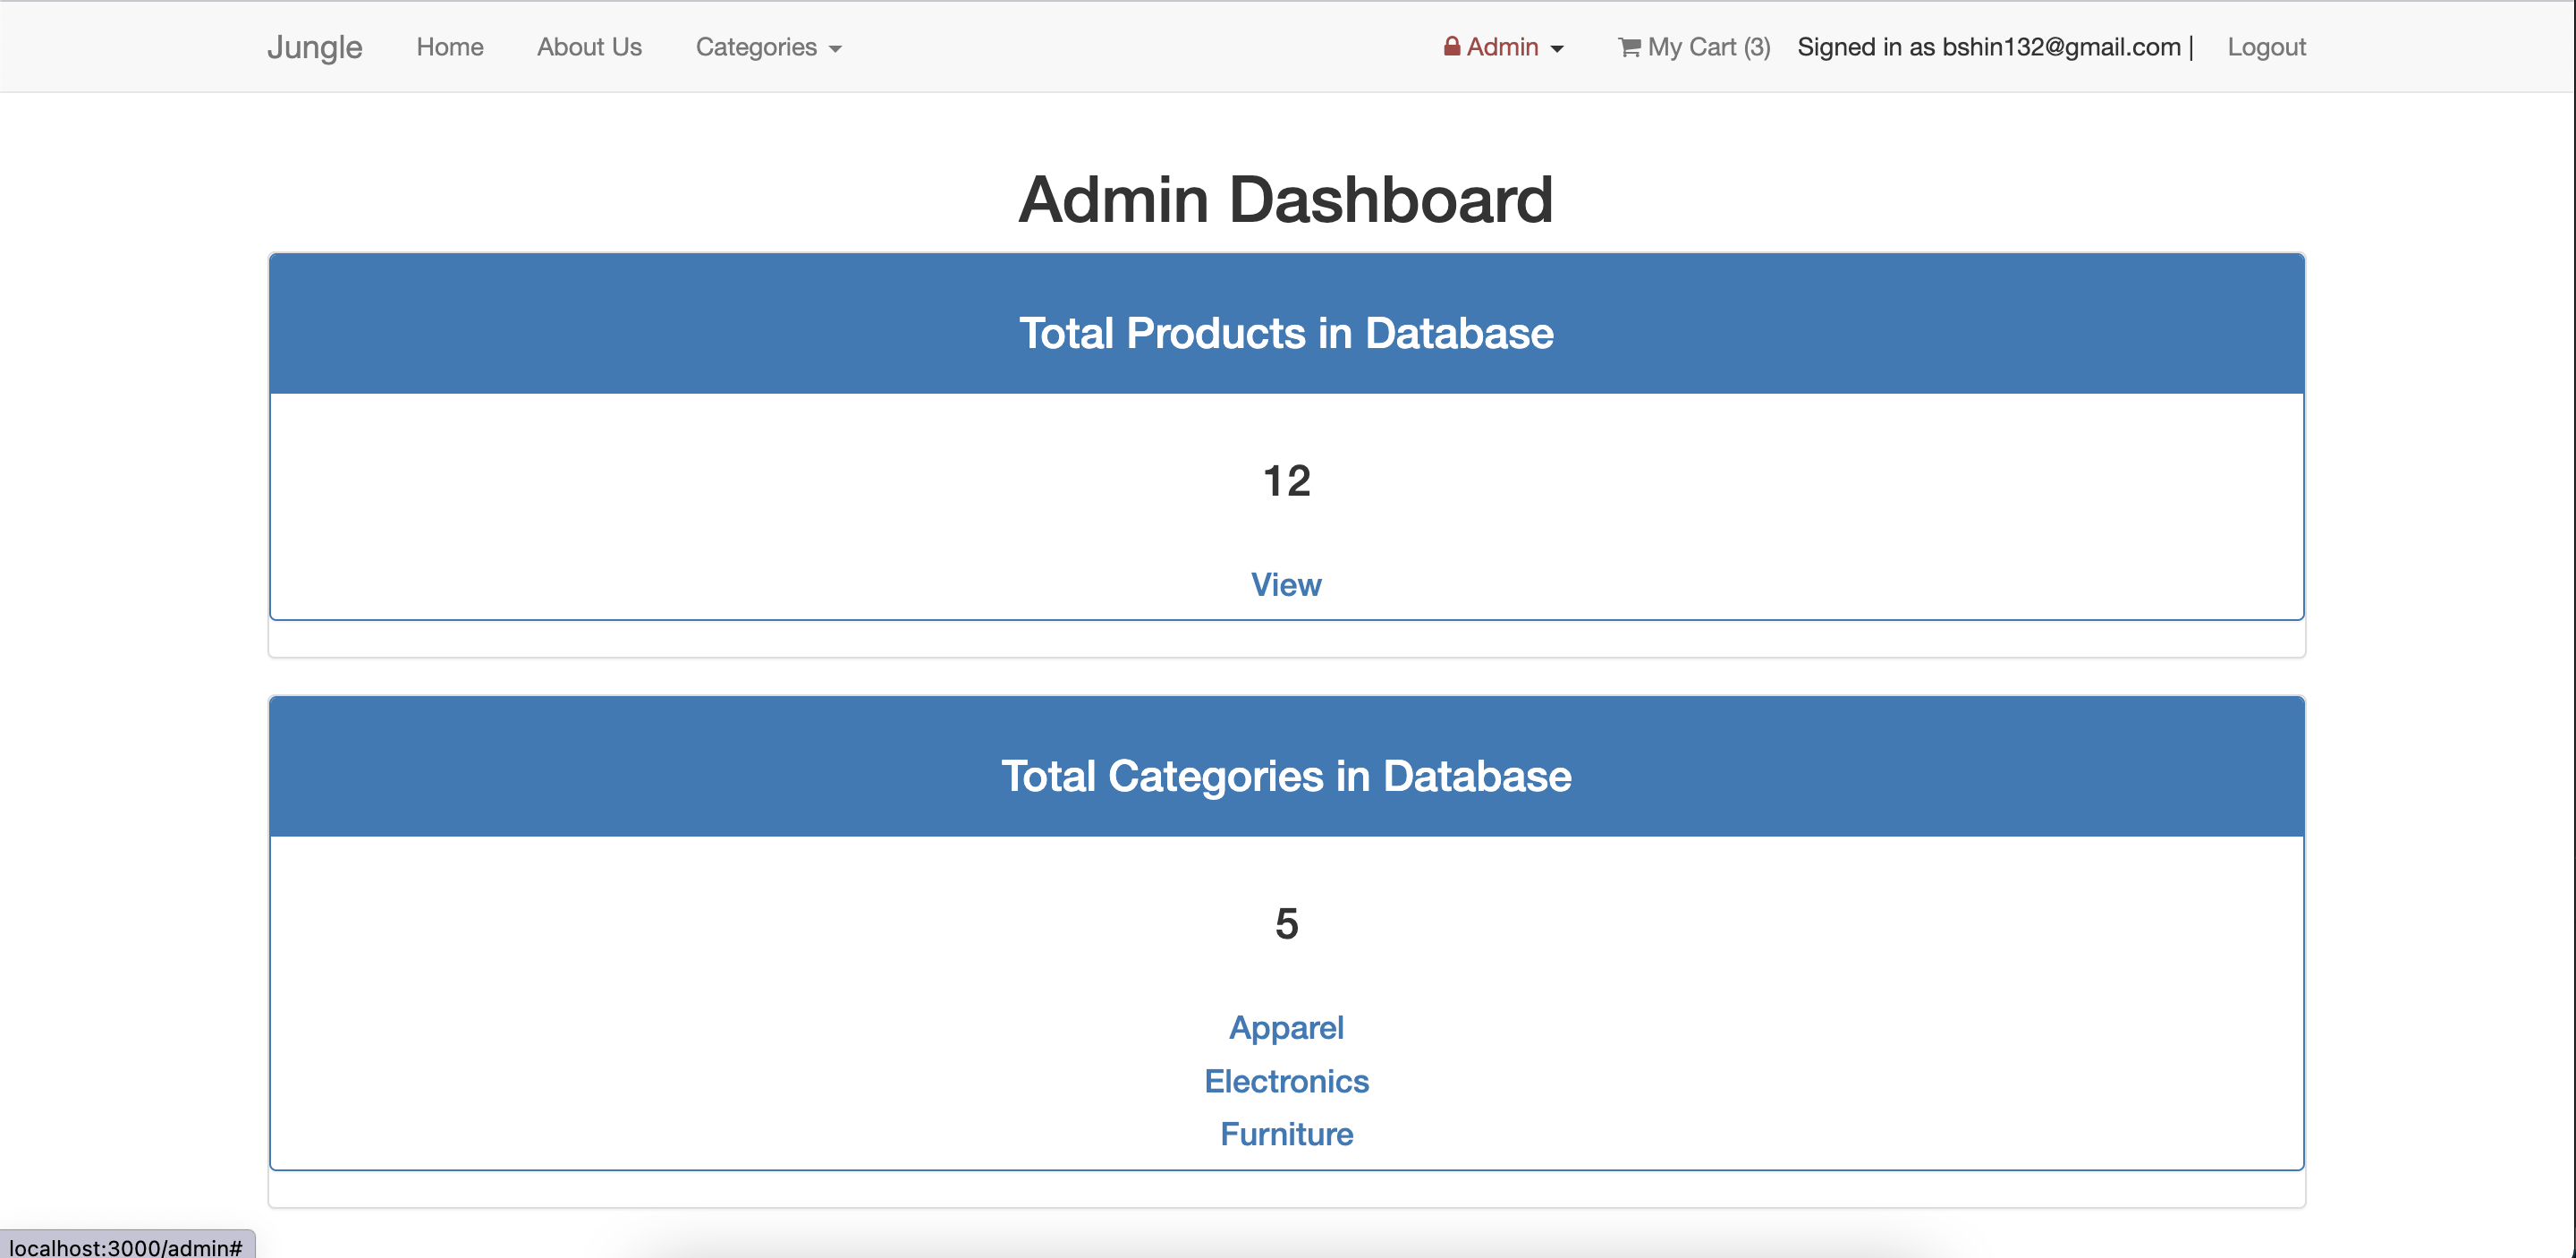 Jungle Home About Us Categories Admin My Cart (3) Signed in as bshin132@gmail.com | Logout
Admin Dashboard
Total Products in Database
12
View
Total Categories in Database
5
Apparel
Electronics
Furniture
localhost:3000/admin#